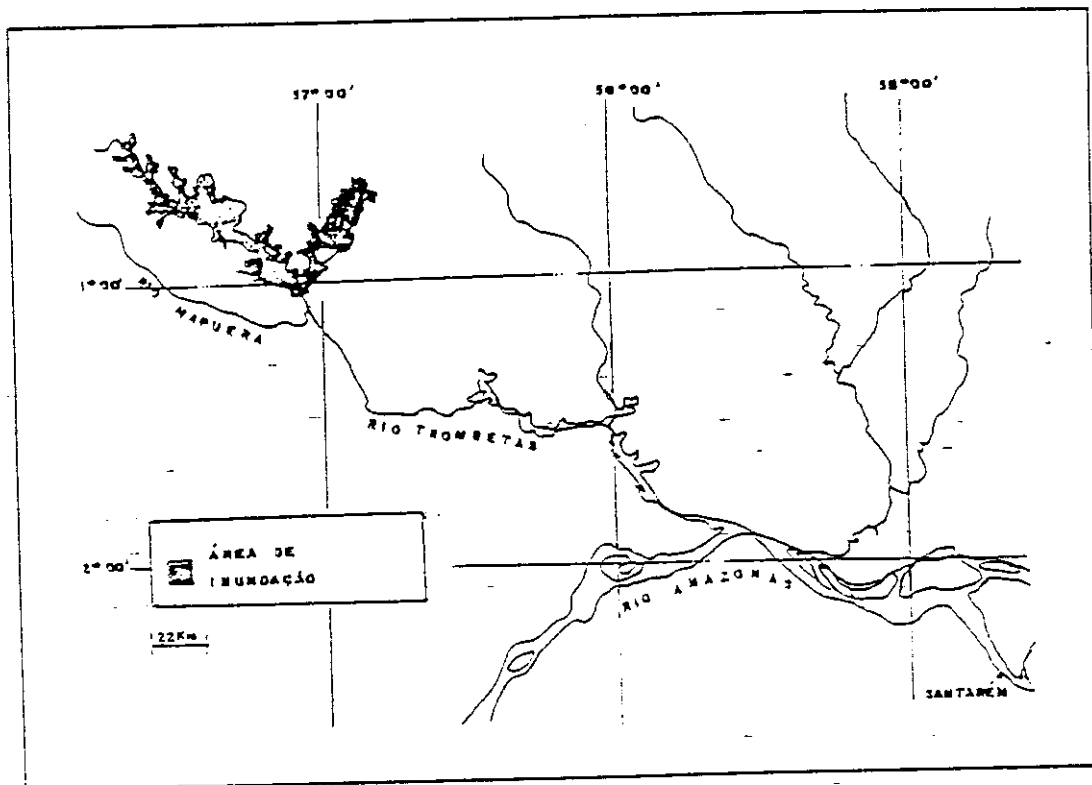 57°00'
56°00'
55°00'
1°00'
MAPUERA
RIO TROMBETAS
ÁREA DE
INUNDAÇÃO
2°00'
RIO AMAZONAS
22Km
SANTARÉM